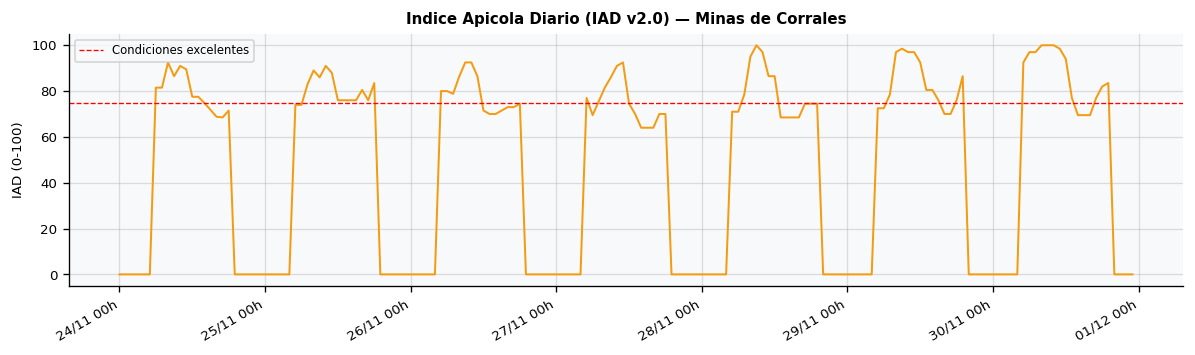 Indice Apicola Diario (IAD v2.0) — Minas de Corrales
Condiciones excelentes
IAD (0-100)
100
80
60
40
20
0
24/11 00h
25/11 00h
26/11 00h
27/11 00h
28/11 00h
29/11 00h
30/11 00h
01/12 00h